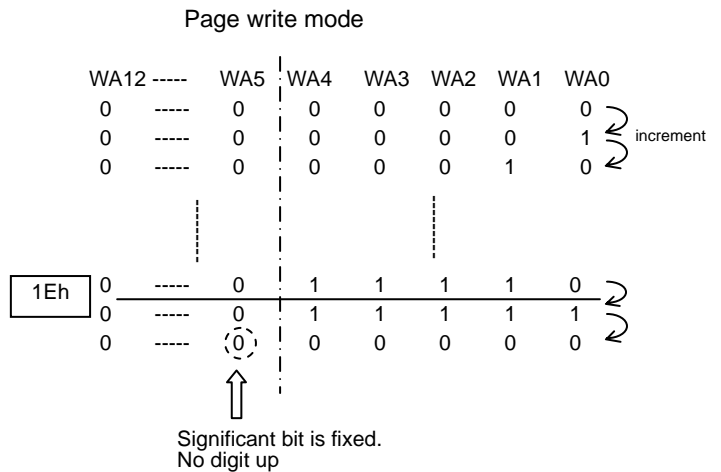 Page write mode
WA12 ----- WA5 WA4 WA3 WA2 WA1 WA0
0 ----- 0 0 0 0 0 0
0 ----- 0 0 0 0 0 1 increment
0 ----- 0 0 0 0 1 0
1Eh 0 ----- 0 1 1 1 1 0
0 ----- 0 1 1 1 1 1
0 ----- 0 0 0 0 0 0
Significant bit is fixed.
No digit up